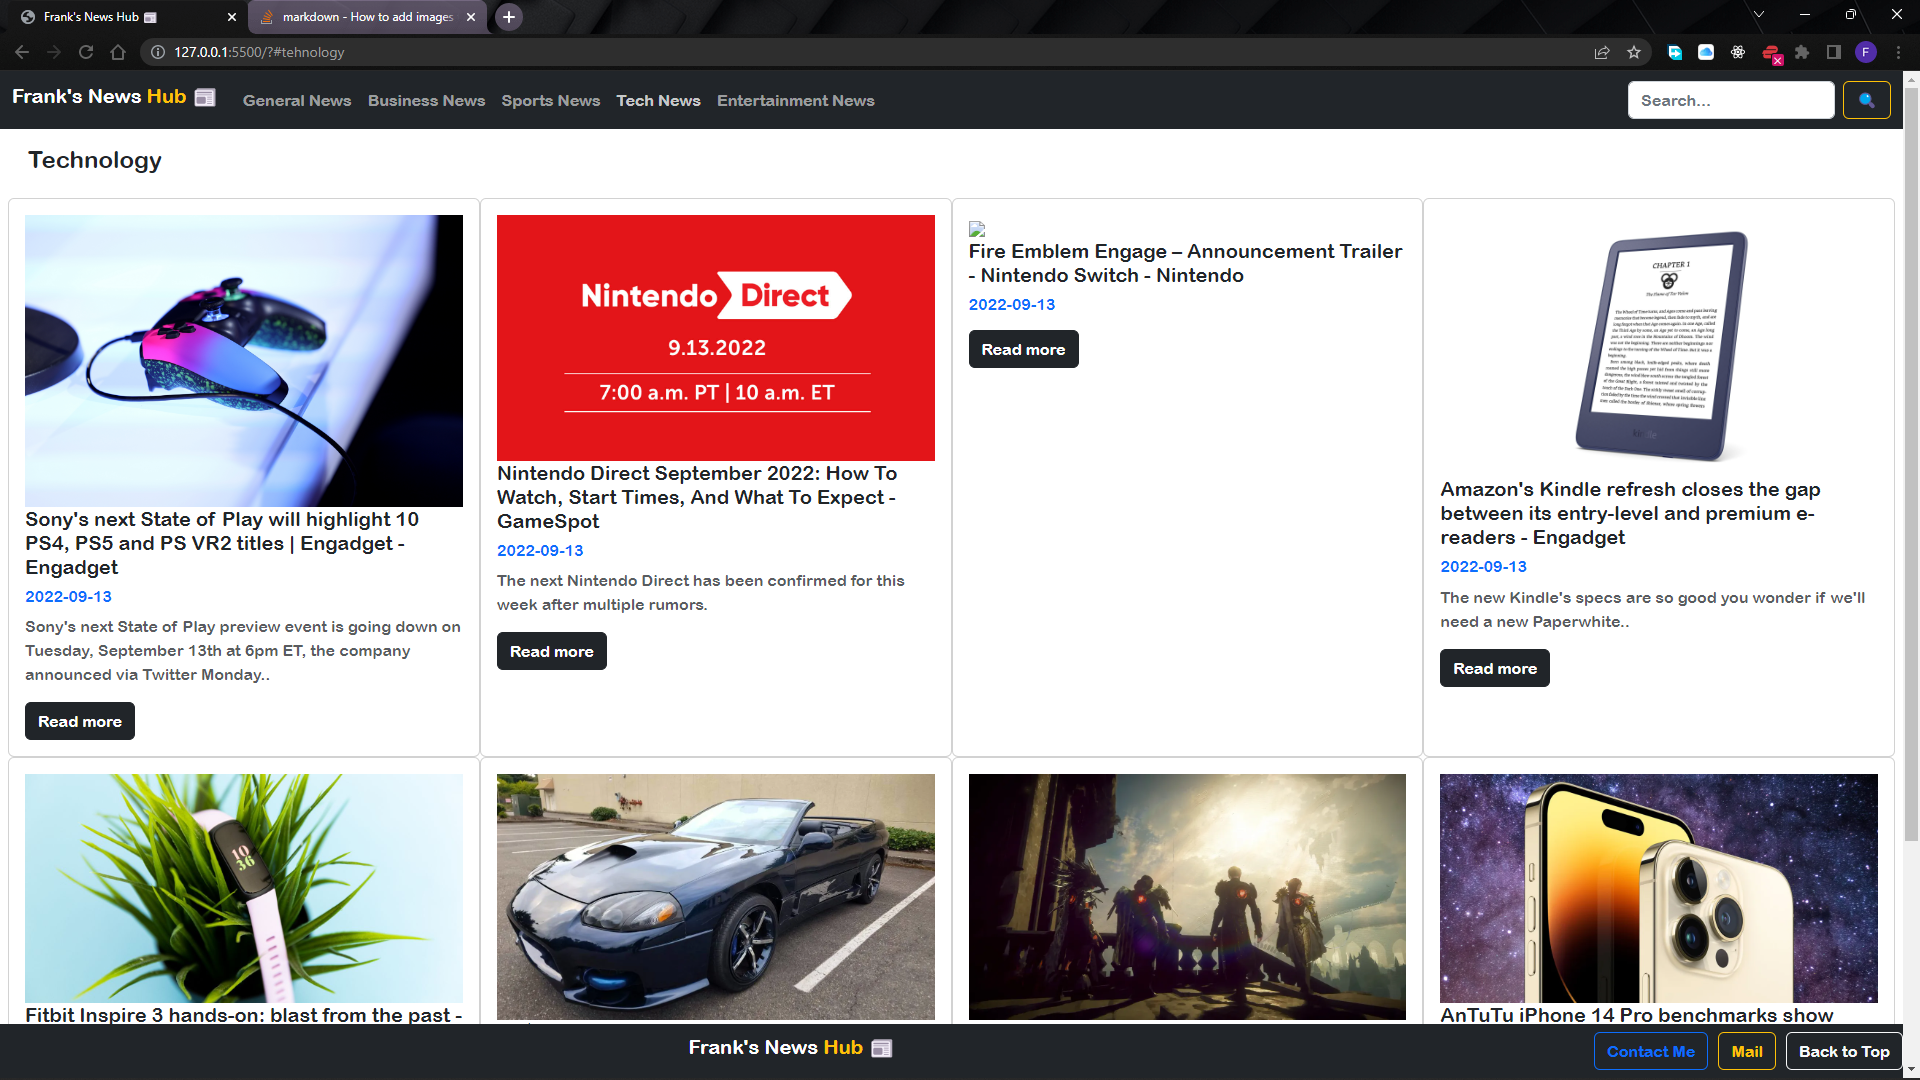 Frank's News Hub
markdown - How to add images
127.0.0.1:5500/?#tehnology
F
Frank's News Hub
General News
Business News
Sports News
Tech News
Entertainment News
Search...
Technology
Sony's next State of Play will highlight 10
PS4, PS5 and PS VR2 titles | Engadget -
Engadget
2022-09-13
Sony's next State of Play preview event is going down on
Tuesday, September 13th at 6pm ET, the company
announced via Twitter Monday..
Read more
Nintendo Direct
9.13.2022
7:00 a.m. PT | 10 a.m. ET
Nintendo Direct September 2022: How To
Watch, Start Times, And What To Expect -
GameSpot
2022-09-13
The next Nintendo Direct has been confirmed for this
week after multiple rumors.
Read more
Fire Emblem Engage – Announcement Trailer
- Nintendo Switch - Nintendo
2022-09-13
Read more
CHAPTER 1
kindle
Amazon's Kindle refresh closes the gap
between its entry-level and premium e-
readers - Engadget
2022-09-13
The new Kindle's specs are so good you wonder if we'll
need a new Paperwhite..
Read more
10
36
Fitbit Inspire 3 hands-on: blast from the past -
AnTuTu iPhone 14 Pro benchmarks show
Frank's News Hub
Contact Me
Mail
Back to Top